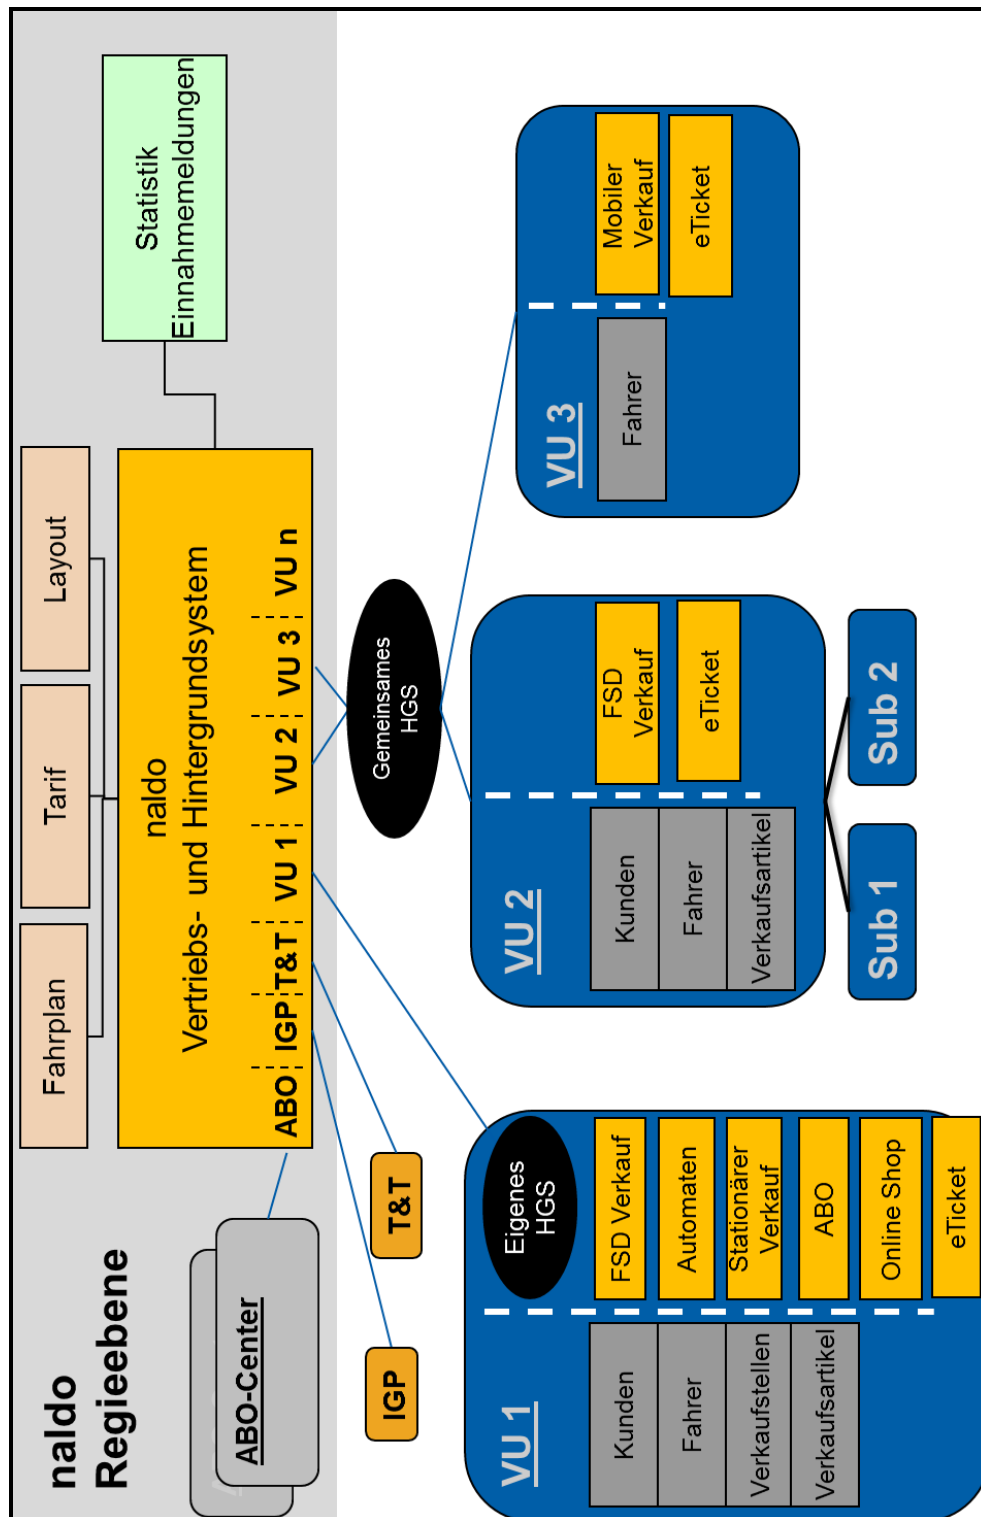 naldo
Regieebene
ABO-Center
Fahrplan
Tarif
Layout
naldo
Vertriebs- und Hintergrundsystem
ABO
IGP
T&T
VU 1
VU 2
VU 3
VU n
Statistik
Einnahmemeldungen
IGP
T&T
Gemeinsames
HGS
VU 1
Eigenes
HGS
Kunden
Fahrer
Verkaufstellen
Verkaufsartikel
FSD Verkauf
Automaten
Stationärer
Verkauf
ABO
Online Shop
eTicket
VU 2
Kunden
Fahrer
Verkaufsartikel
FSD
Verkauf
eTicket
Sub 1
Sub 2
VU 3
Fahrer
Mobiler
Verkauf
eTicket